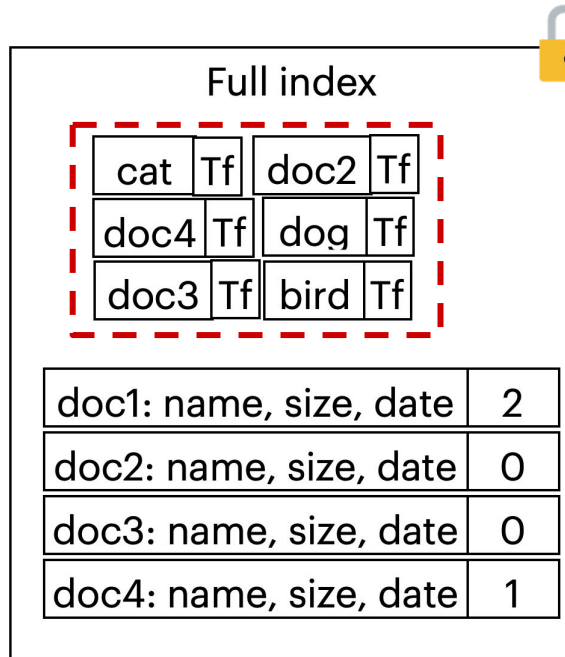 Full index
cat Tf doc2 Tf
doc4 Tf dog Tf
doc3 Tf bird Tf
doc1: name, size, date 2
doc2: name, size, date 0
doc3: name, size, date 0
doc4: name, size, date 1